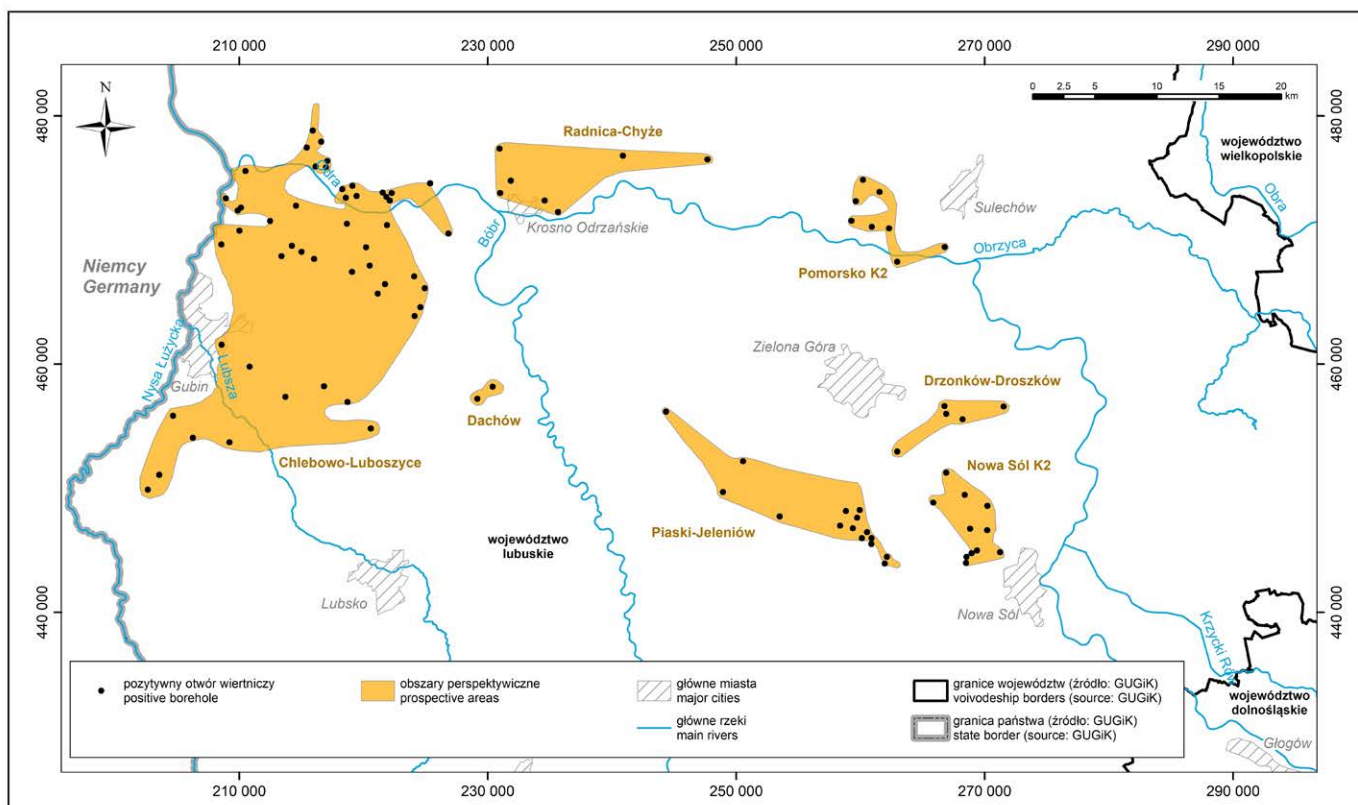 210 000
230 000
250 000
270 000
290 000
480 000
460 000
440 000
480 000
460 000
440 000
N
0 2.5 5 10 15 20
km
województwo
wielkopolskie
Obra
Radnica-Chyże
Odra
Sulechów
Krosno Odrzańskie
Bóbr
Obrzyca
Niemcy
Germany
Pomorsko K2
Nysa Łużycka
Lubsza
Gubin
Zielona Góra
Drzonków-Droszków
Dachów
Chlebowo-Luboszyce
Nowa Sól K2
Piaski-Jeleniów
województwo
lubuskie
Lubsko
Nowa Sól
Krzycki Rów
województwo
dolnośląskie
Głogów
pozytywny otwór wiertniczy
positive borehole
obszary perspektywiczne
prospective areas
główne miasta
major cities
główne rzeki
main rivers
granice województw (źródło: GUGiK)
voivodeship borders (source: GUGiK)
granica państwa (źródło: GUGiK)
state border (source: GUGiK)
210 000
230 000
250 000
270 000
290 000